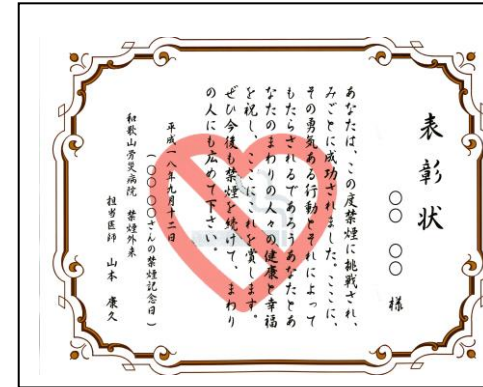 表彰状
○○ ○○ 様
あなたは、この度禁煙に挑戦され、
みごとに成功されました。ここに、
その勇気ある行動とそれによって
もたらされるであろうあなたとあ
なたのまわりの人々の健康と幸福
を祝し、ここにこれを賞します。
ぜひ今後も禁煙を続けて、まわり
の人にも広めて下さい。
平成一八年九月十二日
(○○ ○○さんの禁煙記念日)
和歌山労災病院 禁煙外来
担当医師 山本 康久